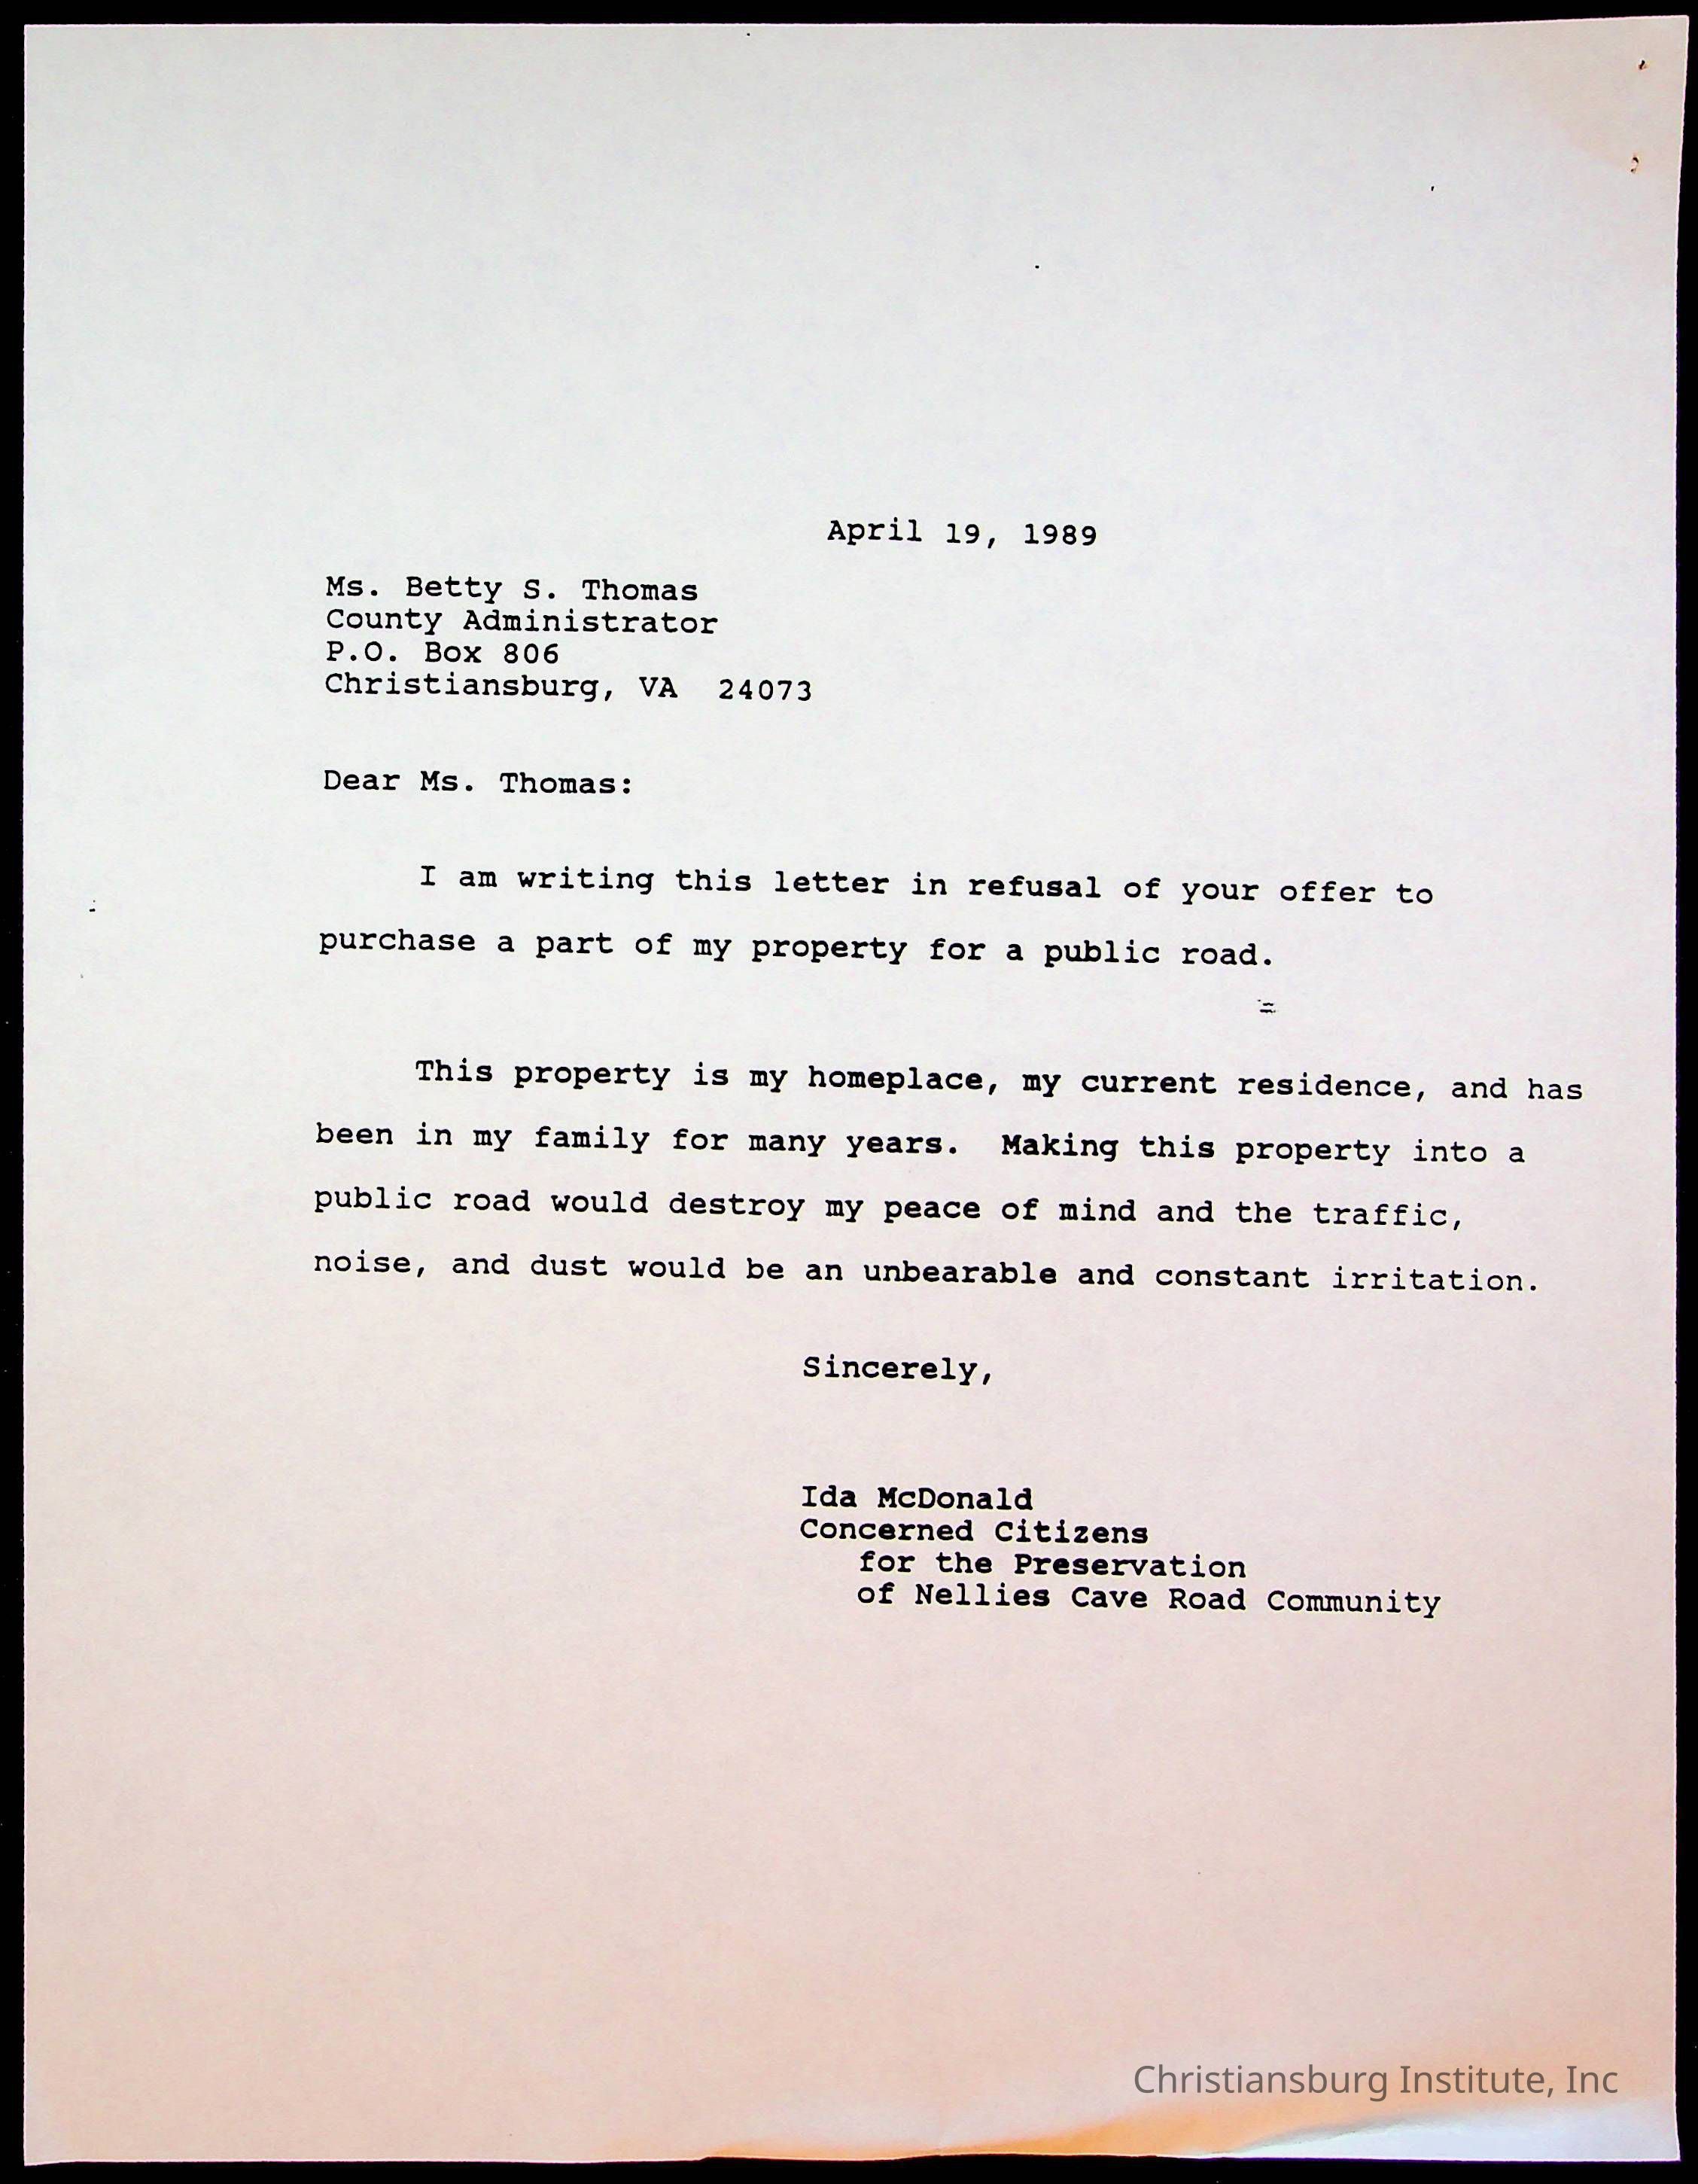 April 19, 1989
Ms. Betty S. Thomas
County Administrator
P.O. Box 806
Christiansburg, VA  24073
Dear Ms. Thomas:
I am writing this letter in refusal of your offer to
purchase a part of my property for a public road.
This property is my homeplace, my current residence, and has
been in my family for many years.  Making this property into a
public road would destroy my peace of mind and the traffic,
noise, and dust would be an unbearable and constant irritation.
Sincerely,
Ida McDonald
Concerned Citizens
for the Preservation
of Nellies Cave Road Community
Christiansburg Institute, Inc